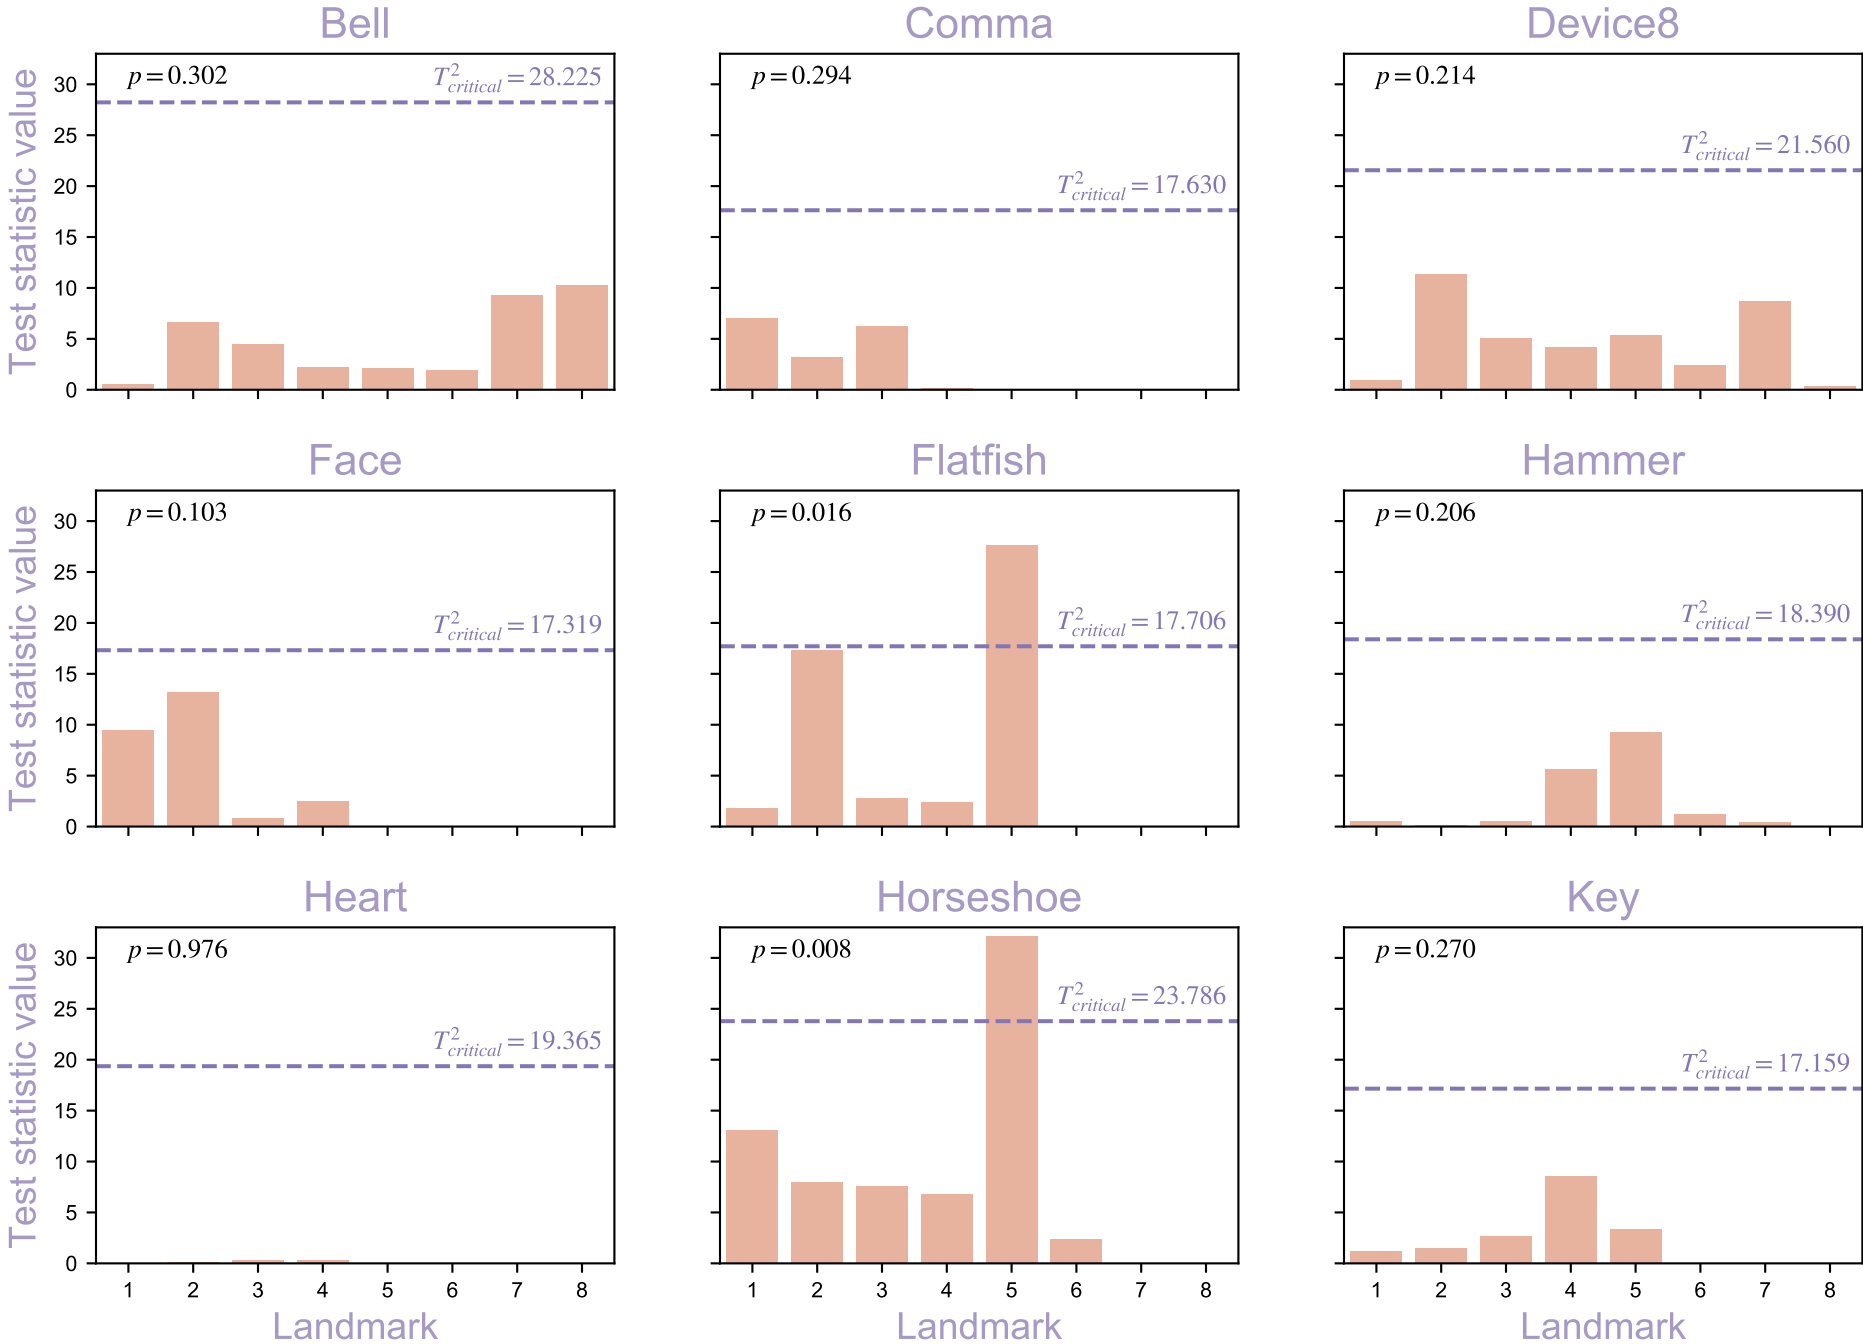 Bell
Comma
Device8
Test statistic value
30
25
20
15
10
5
0
p = 0.302
T²critical = 28.225
p = 0.294
T²critical = 17.630
p = 0.214
T²critical = 21.560
Face
Flatfish
Hammer
Test statistic value
30
25
20
15
10
5
0
p = 0.103
T²critical = 17.319
p = 0.016
T²critical = 17.706
p = 0.206
T²critical = 18.390
Heart
Horseshoe
Key
Test statistic value
30
25
20
15
10
5
0
p = 0.976
T²critical = 19.365
p = 0.008
T²critical = 23.786
p = 0.270
T²critical = 17.159
1 2 3 4 5 6 7 8
1 2 3 4 5 6 7 8
1 2 3 4 5 6 7 8
Landmark
Landmark
Landmark